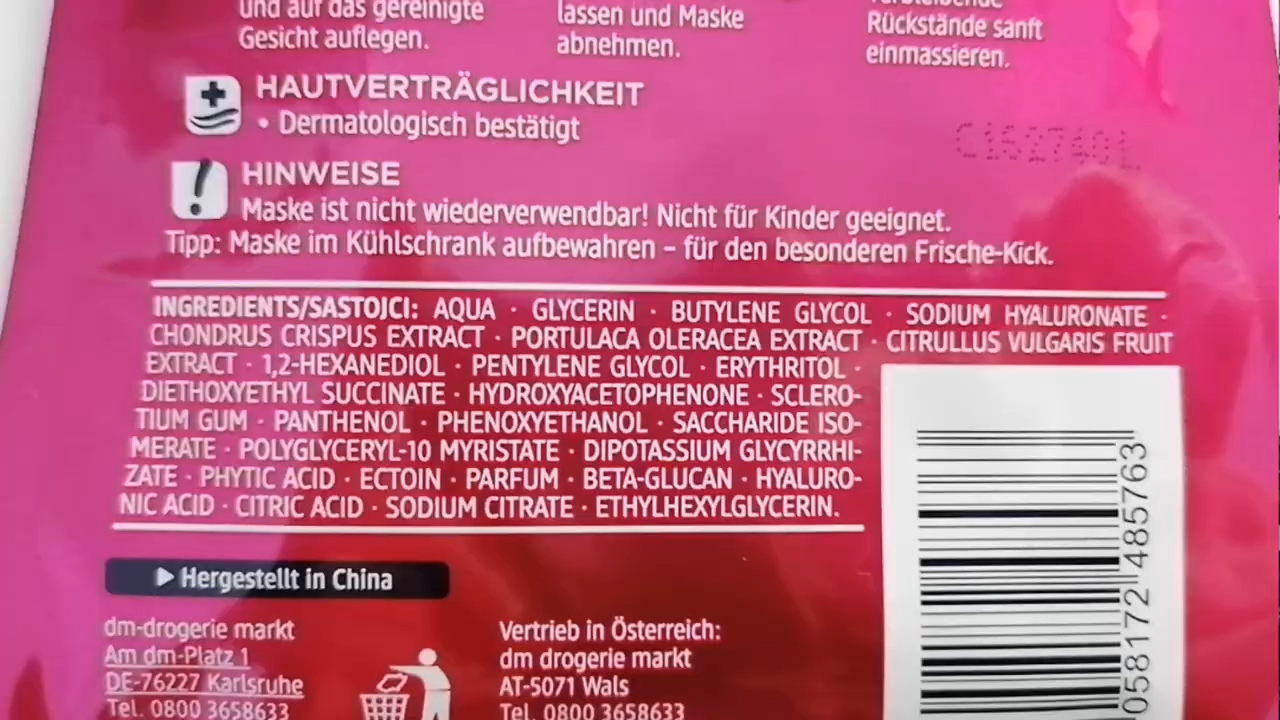 und auf das gereinigte
Gesicht auflegen.
lassen und Maske
abnehmen.
Rückstände sanft
einmassieren.
HAUTVERTRÄGLICHKEIT
• Dermatologisch bestätigt
C1627401
HINWEISE
Maske ist nicht wiederverwendbar! Nicht für Kinder geeignet.
Tipp: Maske im Kühlschrank aufbewahren – für den besonderen Frische-Kick.
INGREDIENTS/SASTOJCI: AQUA · GLYCERIN · BUTYLENE GLYCOL · SODIUM HYALURONATE ·
CHONDRUS CRISPUS EXTRACT · PORTULACA OLERACEA EXTRACT · CITRULLUS VULGARIS FRUIT
EXTRACT · 1,2-HEXANEDIOL · PENTYLENE GLYCOL · ERYTHRITOL ·
DIETHOXYETHYL SUCCINATE · HYDROXYACETOPHENONE · SCLERO-
TIUM GUM · PANTHENOL · PHENOXYETHANOL · SACCHARIDE ISO-
MERATE · POLYGLYCERYL-10 MYRISTATE · DIPOTASSIUM GLYCYRRHI-
ZATE · PHYTIC ACID · ECTOIN · PARFUM · BETA-GLUCAN · HYALURO-
NIC ACID · CITRIC ACID · SODIUM CITRATE · ETHYLHEXYLGLYCERIN.
Hergestellt in China
dm-drogerie markt
Am dm-Platz 1
DE-76227 Karlsruhe
Tel. 0800 3658633
Vertrieb in Österreich:
dm drogerie markt
AT-5071 Wals
Tel. 0800 3658633
058172 485763